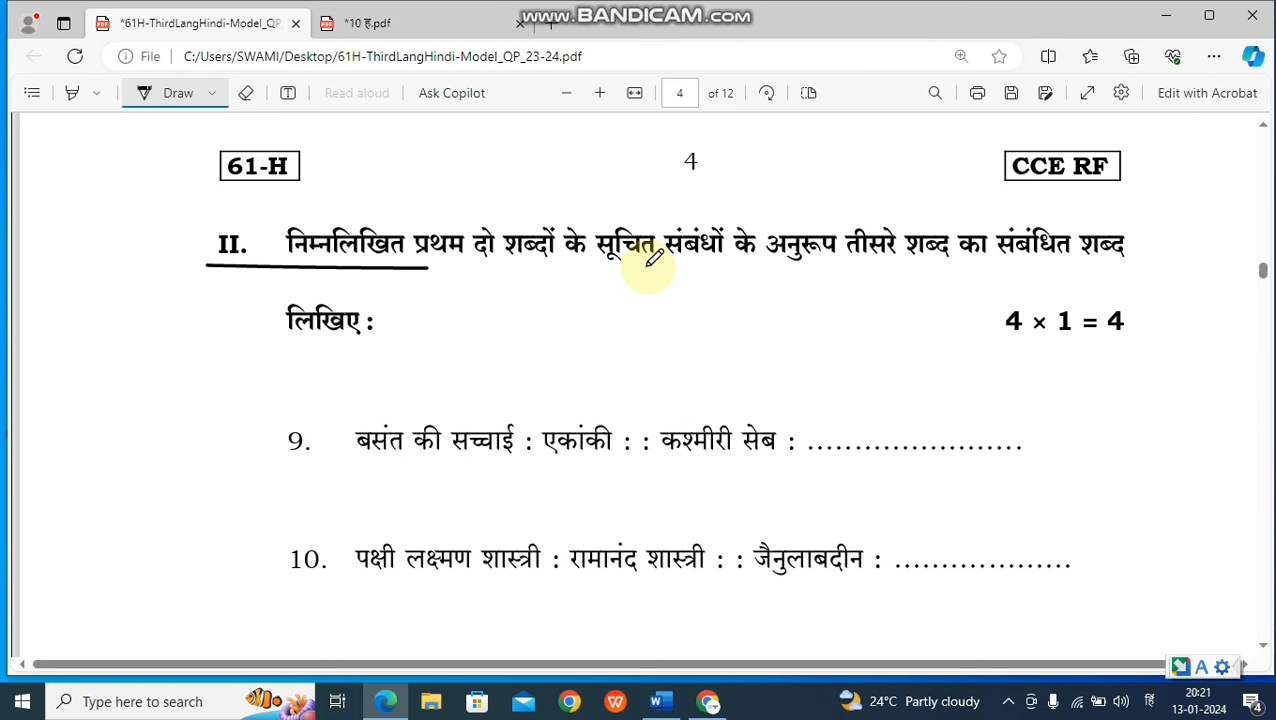 www.BANDICAM.com
*61H-ThirdLangHindi-Model_QP_
*10 ह.pdf
File C:/Users/SWAMI/Desktop/61H-ThirdLangHindi-Model_QP_23-24.pdf
Draw Read aloud Ask Copilot 4 of 12 Edit with Acrobat
61-H 4 CCE RF
II. निम्नलिखित प्रथम दो शब्दों के सूचित संबंधों के अनुरूप तीसरे शब्द का संबंधित शब्द
लिखिए : 4 × 1 = 4
9. बसंत की सच्चाई : एकांकी : : कश्मीरी सेब : .......................
10. पक्षी लक्ष्मण शास्त्री : रामानंद शास्त्री : : जैनुलाबदीन : ...................
A
Type here to search 24°C Partly cloudy हि 20:21
13-01-2024 4